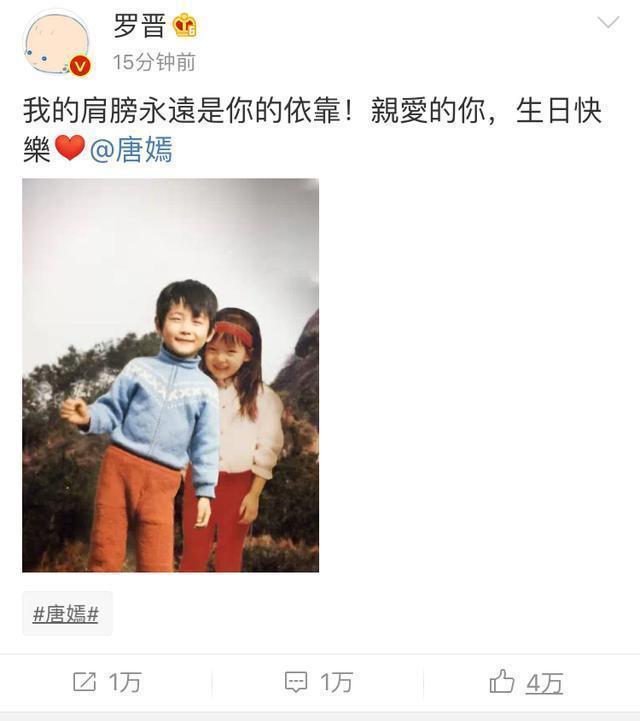 罗晋
15分钟前
我的肩膀永遠是你的依靠！親愛的你，生日快
樂❤️@唐嫣
#唐嫣#
1万 1万 4万